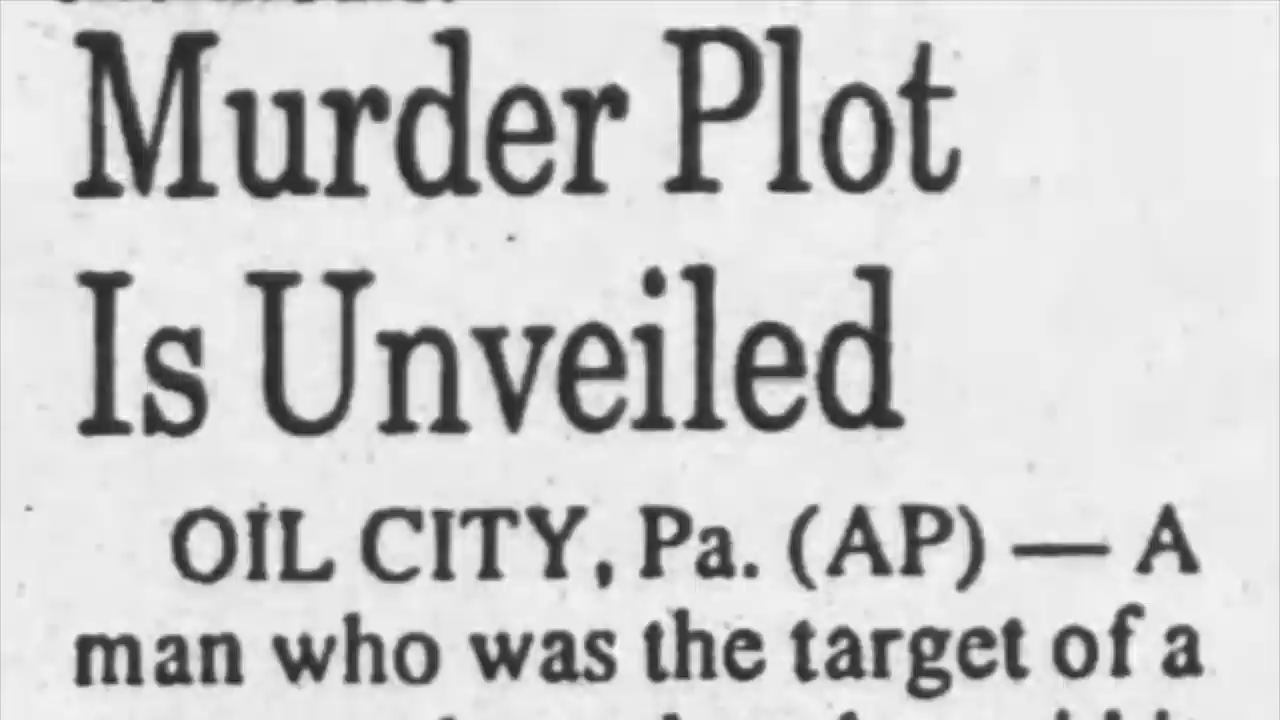 Murder Plot
Is Unveiled
OIL CITY, Pa. (AP) — A
man who was the target of a